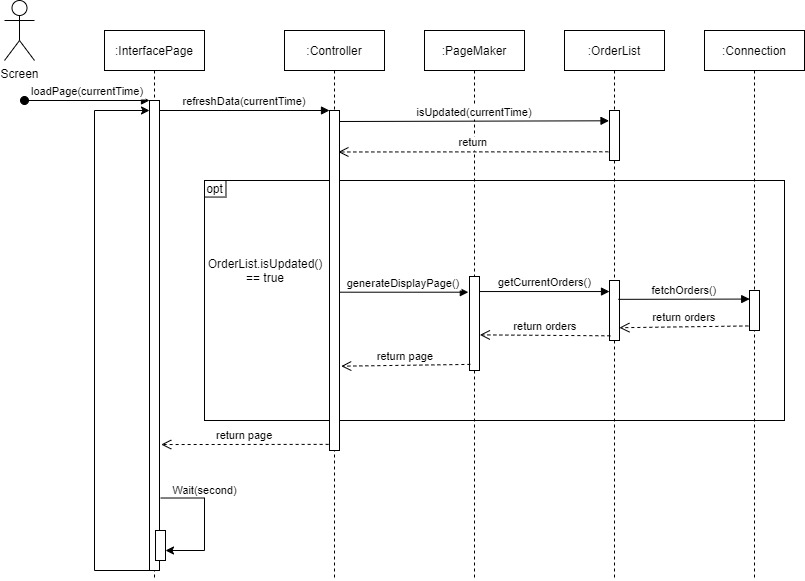 Screen
:InterfacePage
:Controller
:PageMaker
:OrderList
:Connection
loadPage(currentTime)
refreshData(currentTime)
isUpdated(currentTime)
return
opt
OrderList.isUpdated()
== true
generateDisplayPage()
getCurrentOrders()
fetchOrders()
return orders
return orders
return page
return page
Wait(second)